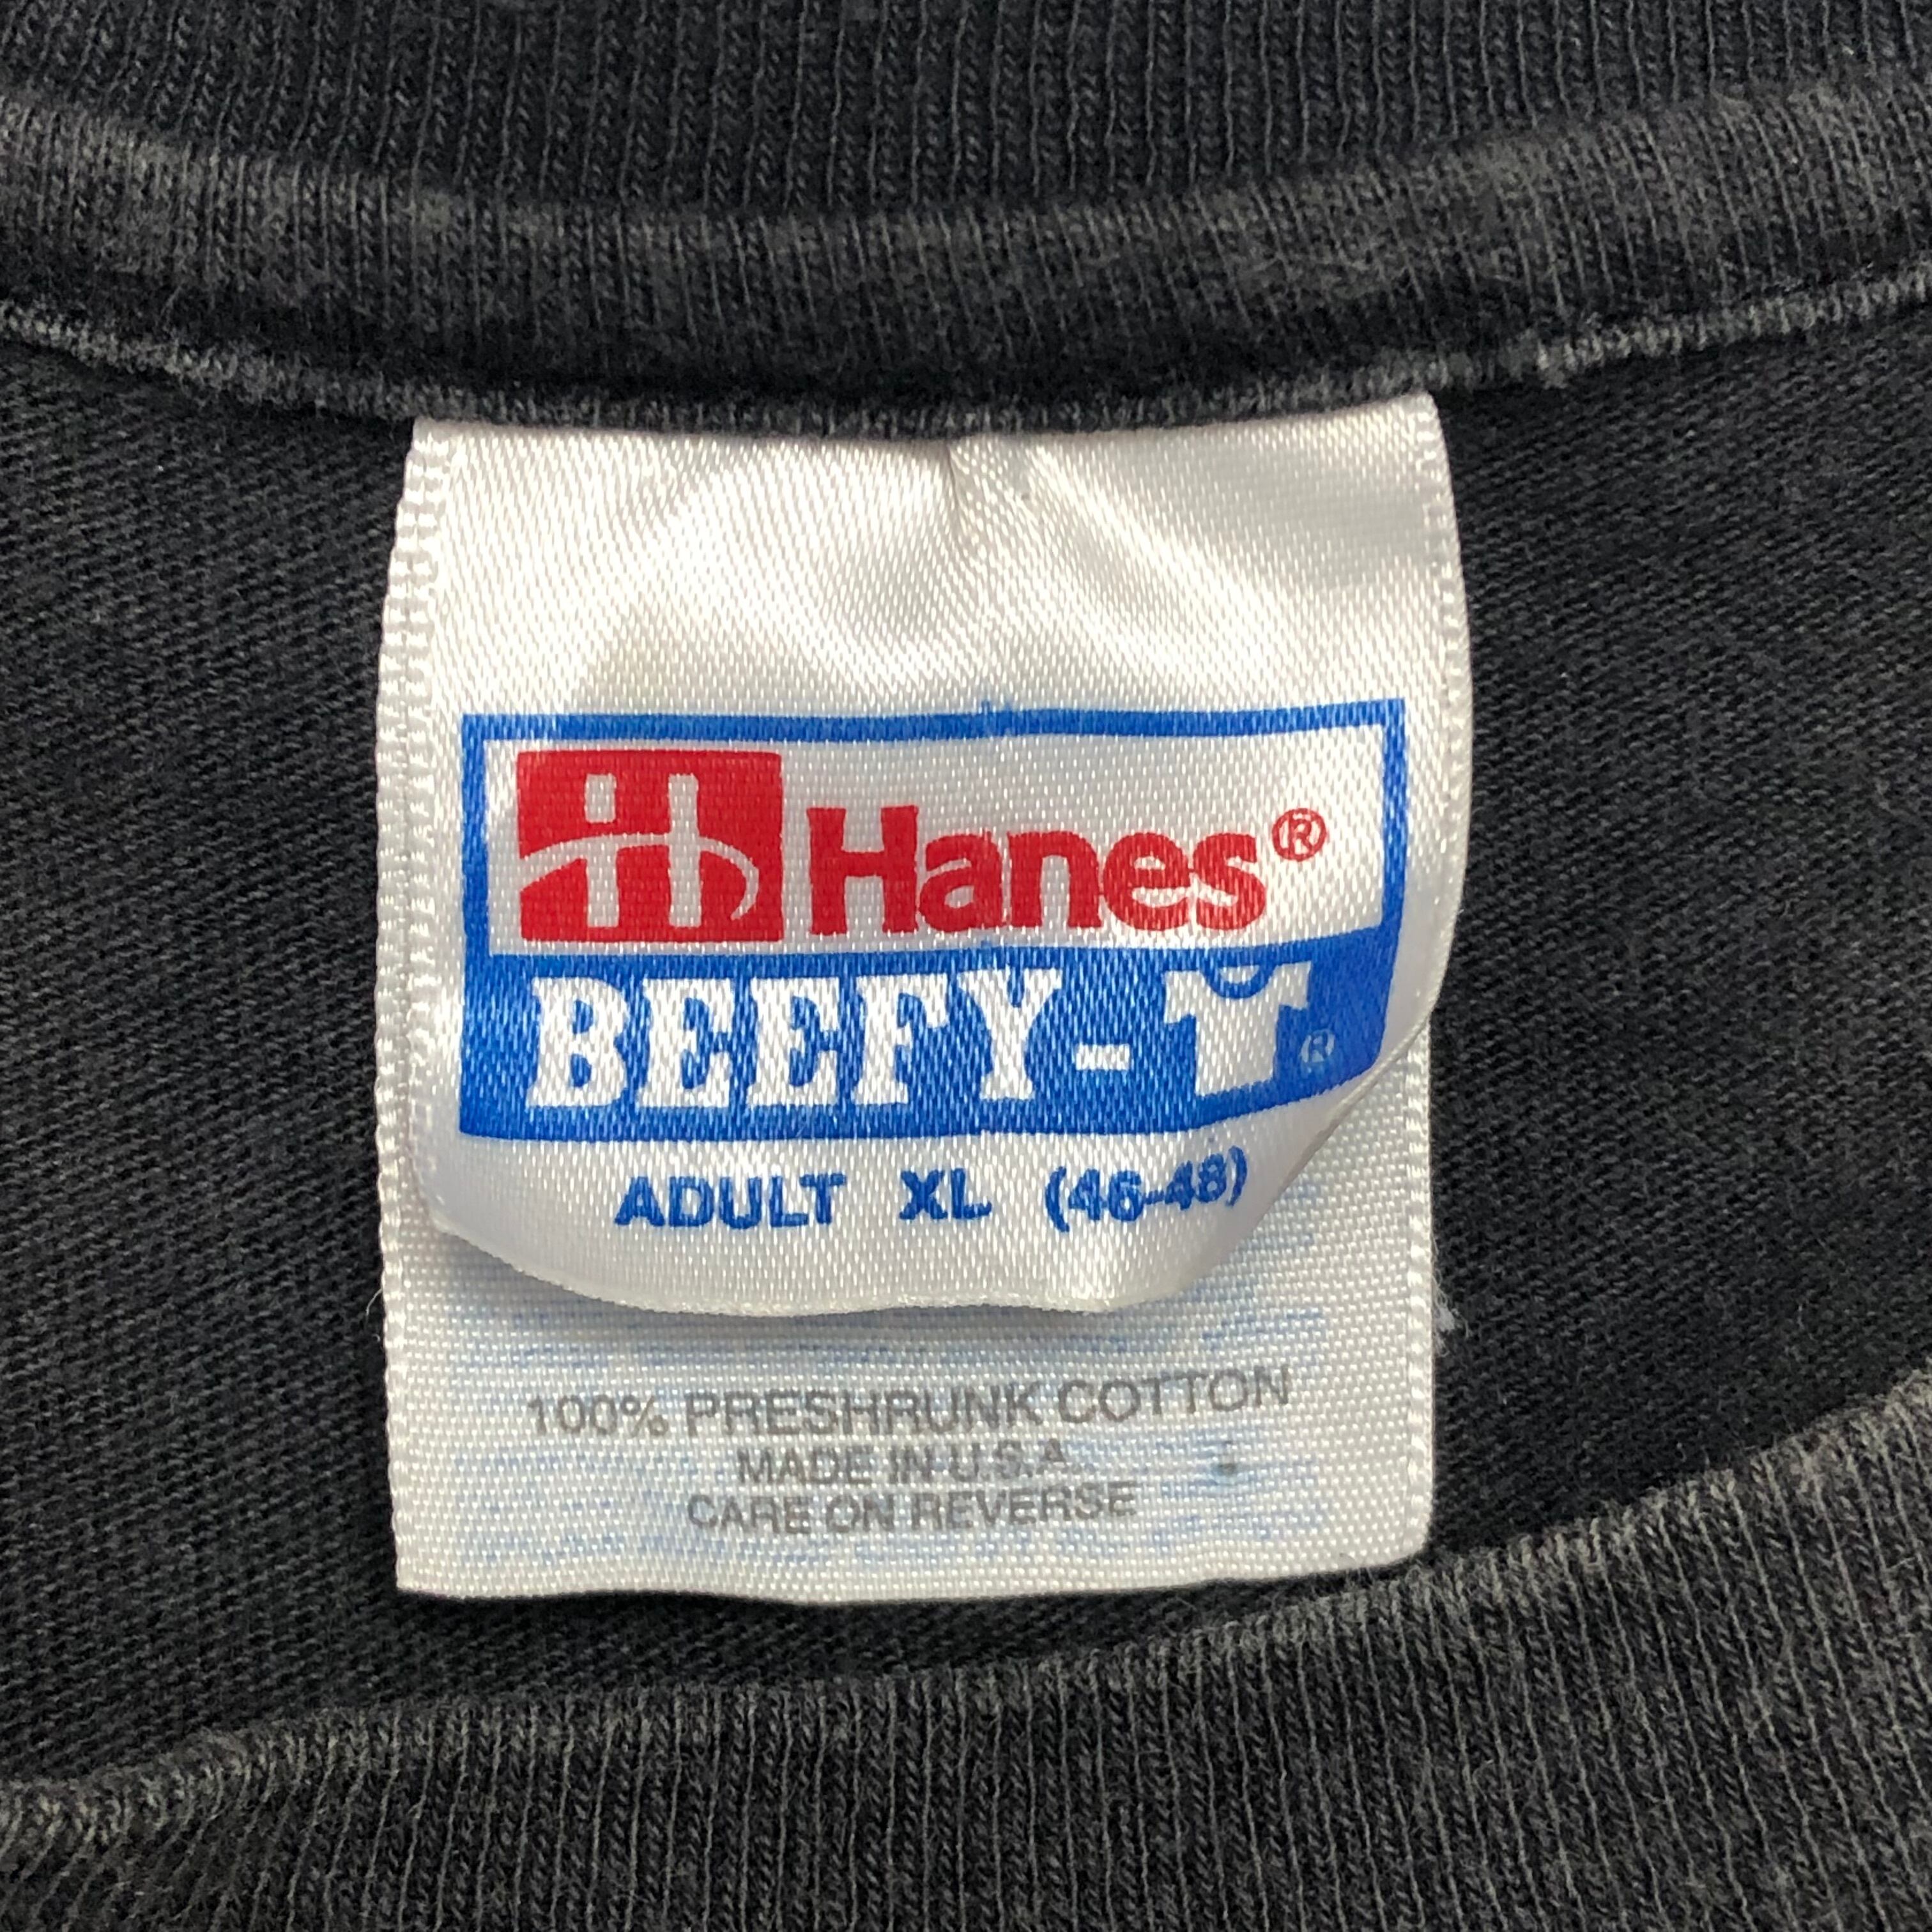 Hanes®
BEEFY-T®
ADULT XL (46-48)
100% PRESHRUNK COTTON
MADE IN U.S.A.
CARE ON REVERSE